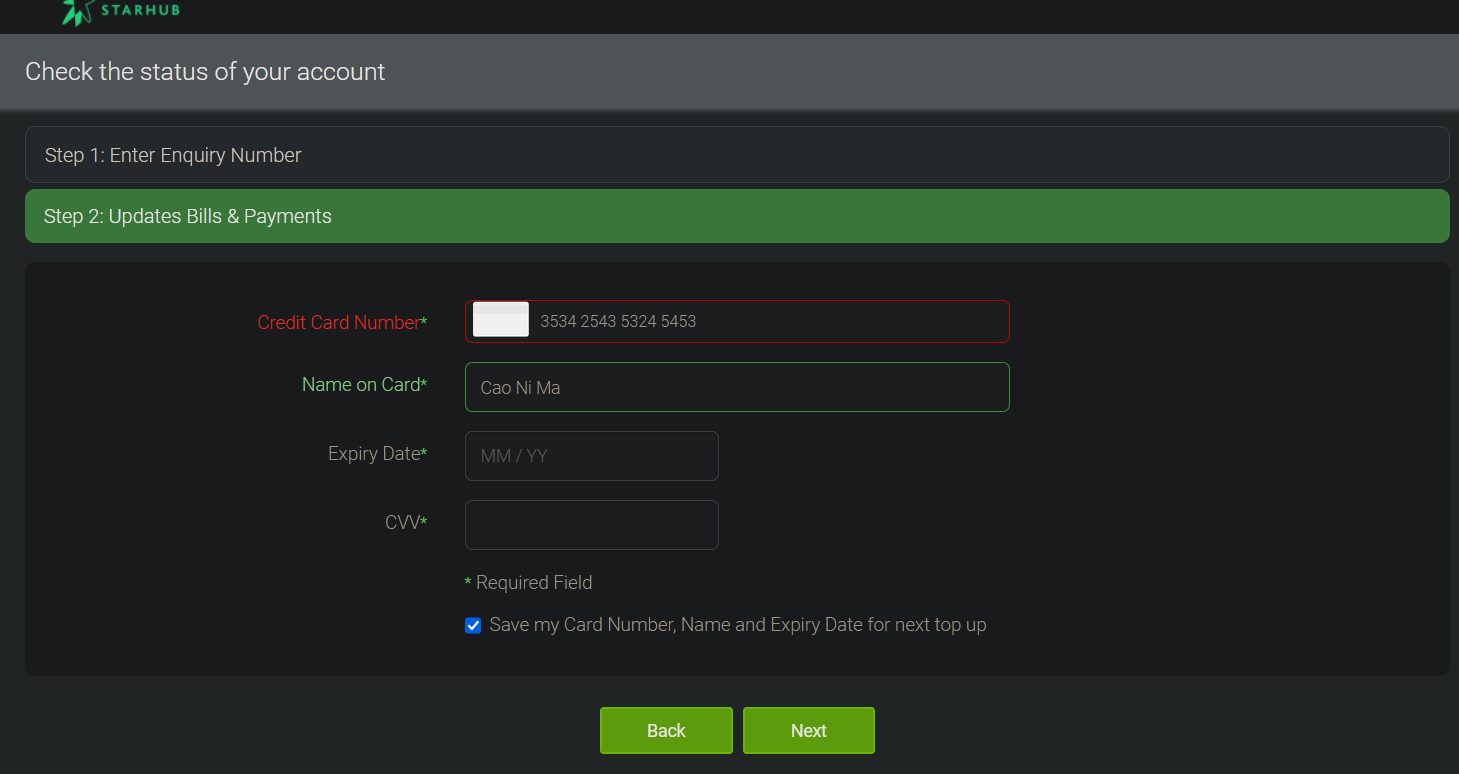 STARHUB
Check the status of your account
Step 1: Enter Enquiry Number
Step 2: Updates Bills & Payments
Credit Card Number* 3534 2543 5324 5453
Name on Card* Cao Ni Ma
Expiry Date* MM / YY
CVV*
* Required Field
Save my Card Number, Name and Expiry Date for next top up
Back Next